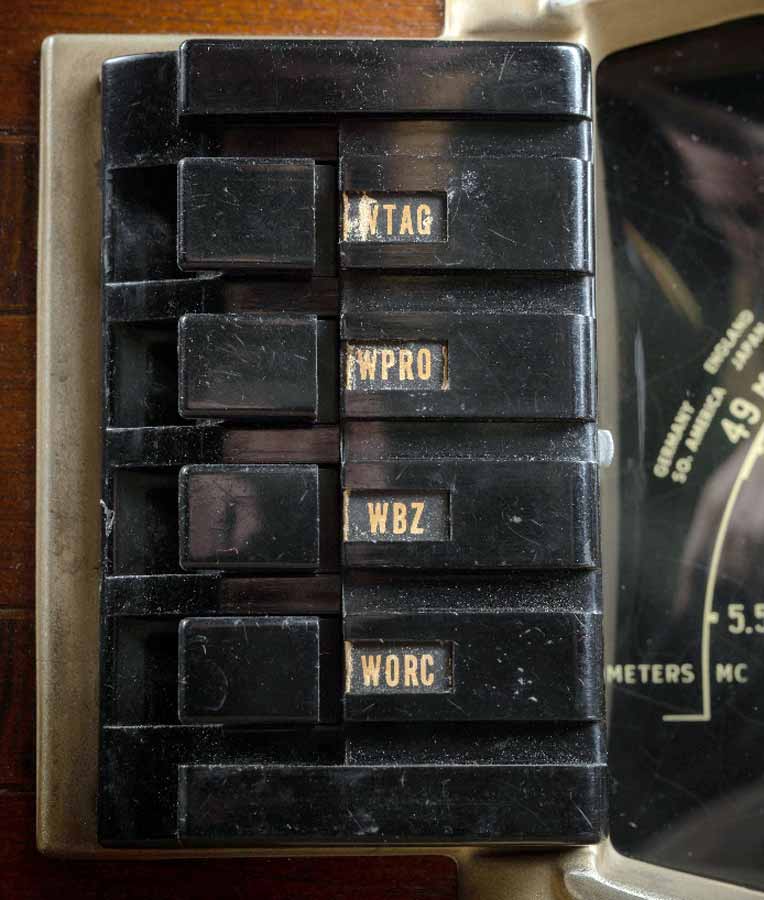 WTAG
WPRO
WBZ
WORC
ENGLAND
JAPAN
GERMANY
SO. AMERICA
49 M
5.5
METERS MC